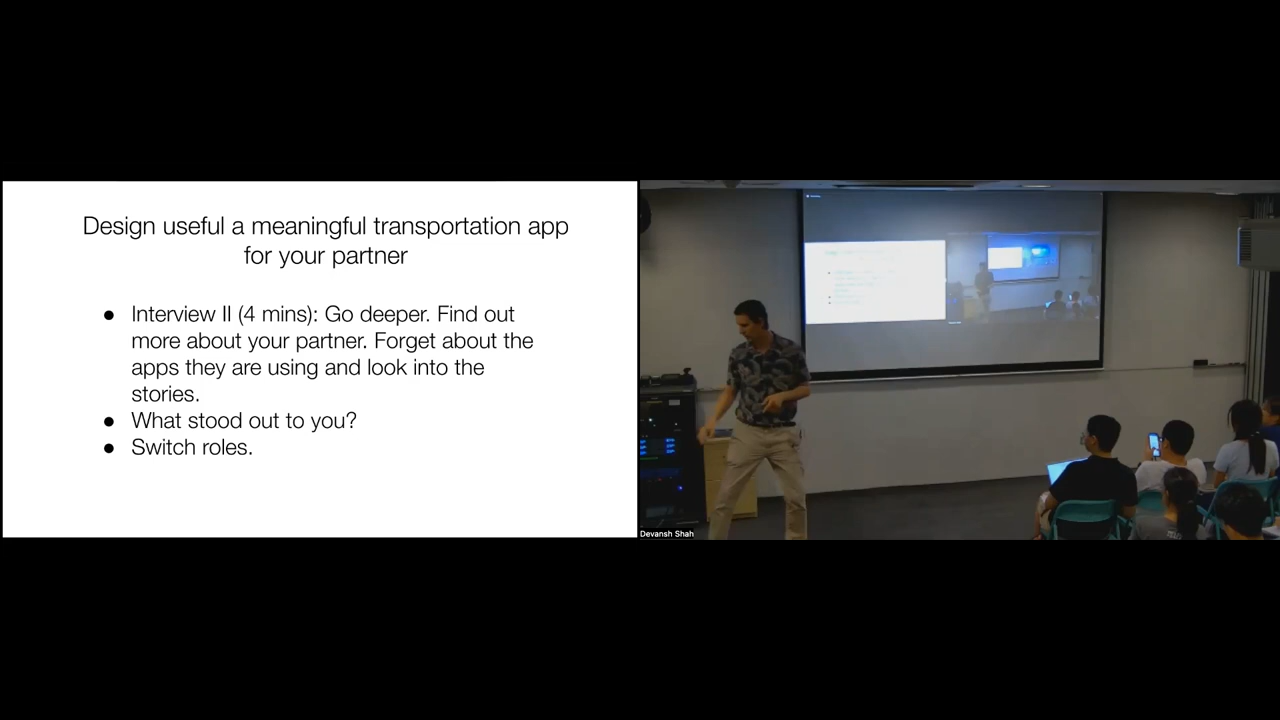 Design useful a meaningful transportation app
for your partner
● Interview II (4 mins): Go deeper. Find out
more about your partner. Forget about the
apps they are using and look into the
stories.
● What stood out to you?
● Switch roles.
Devansh Shah